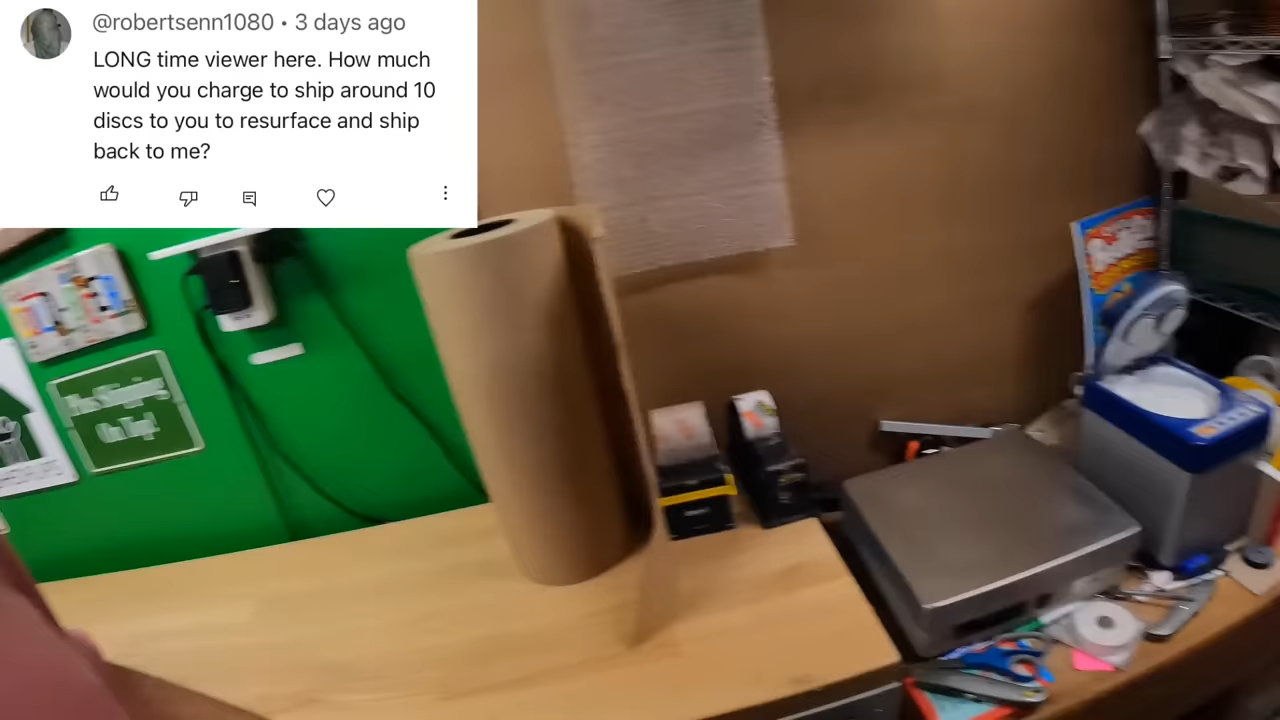 @robertsenn1080 • 3 days ago
LONG time viewer here. How much
would you charge to ship around 10
discs to you to resurface and ship
back to me?